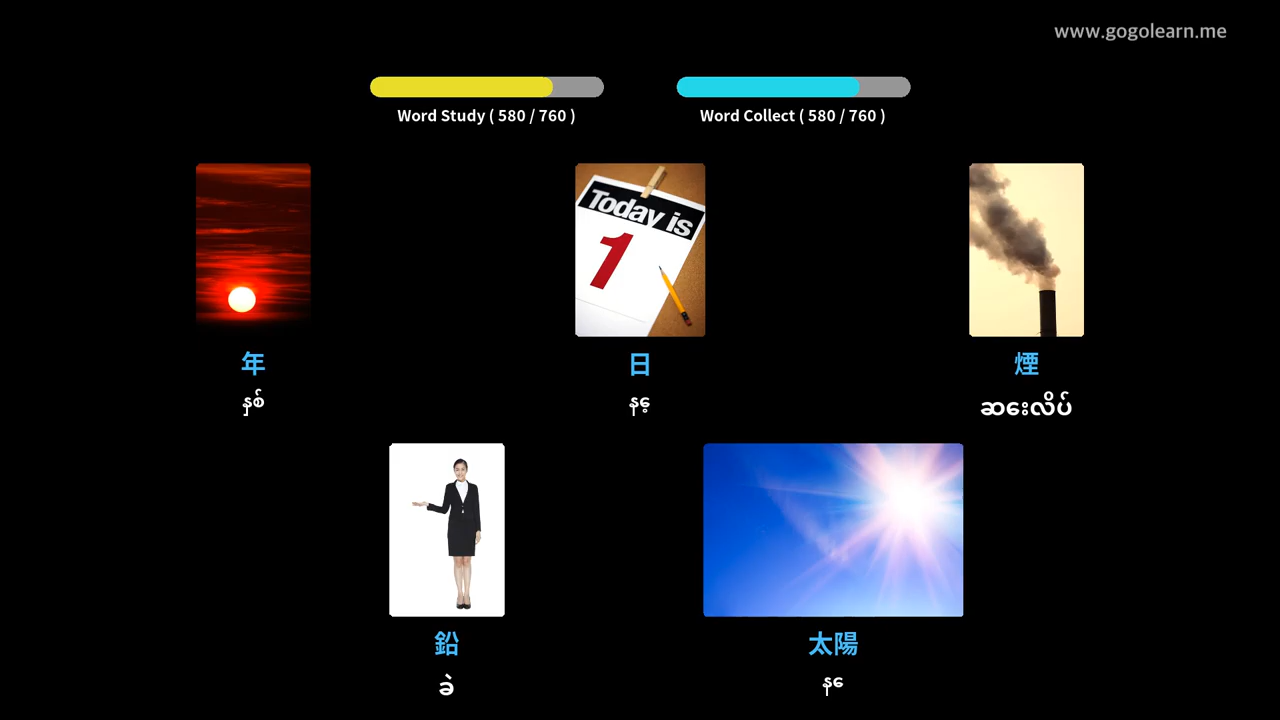 www.gogolearn.me
Word Study ( 580 / 760 )
Word Collect ( 580 / 760 )
Today is
1
年
日
煙
နှစ်
နေ့
ဆေးလိပ်
鉛
太陽
ခဲ
နေ